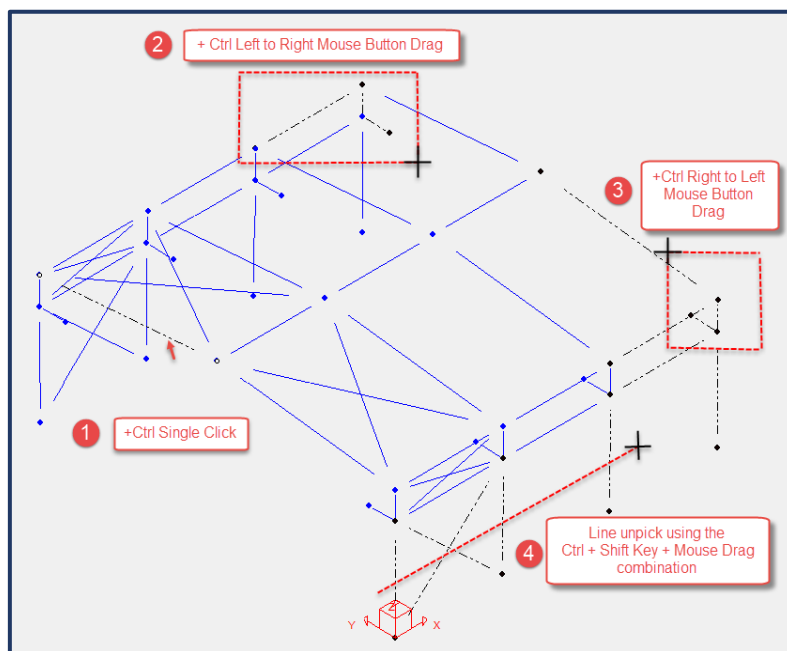 2
+ Ctrl Left to Right Mouse Button Drag
3
+Ctrl Right to Left
Mouse Button
Drag
1
+Ctrl Single Click
4
Line unpick using the
Ctrl + Shift Key + Mouse Drag
combination
Z
Y
X